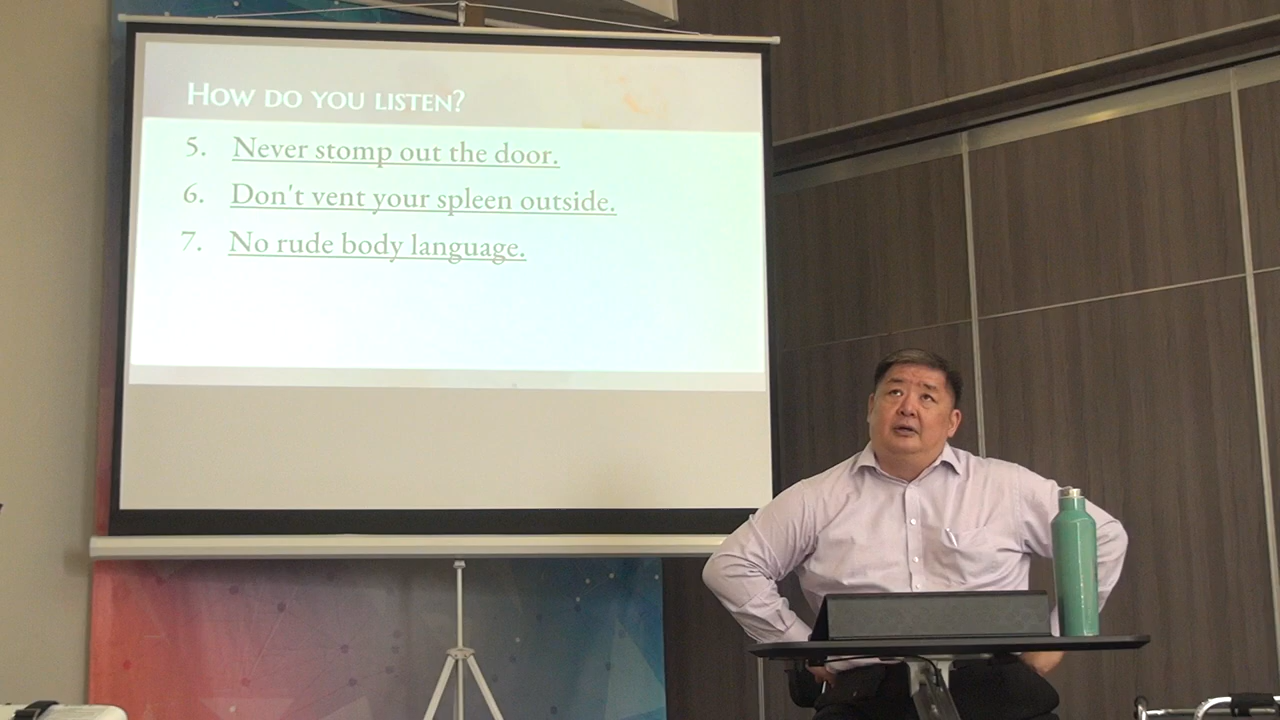 How do you listen?
5. Never stomp out the door.
6. Don't vent your spleen outside.
7. No rude body language.